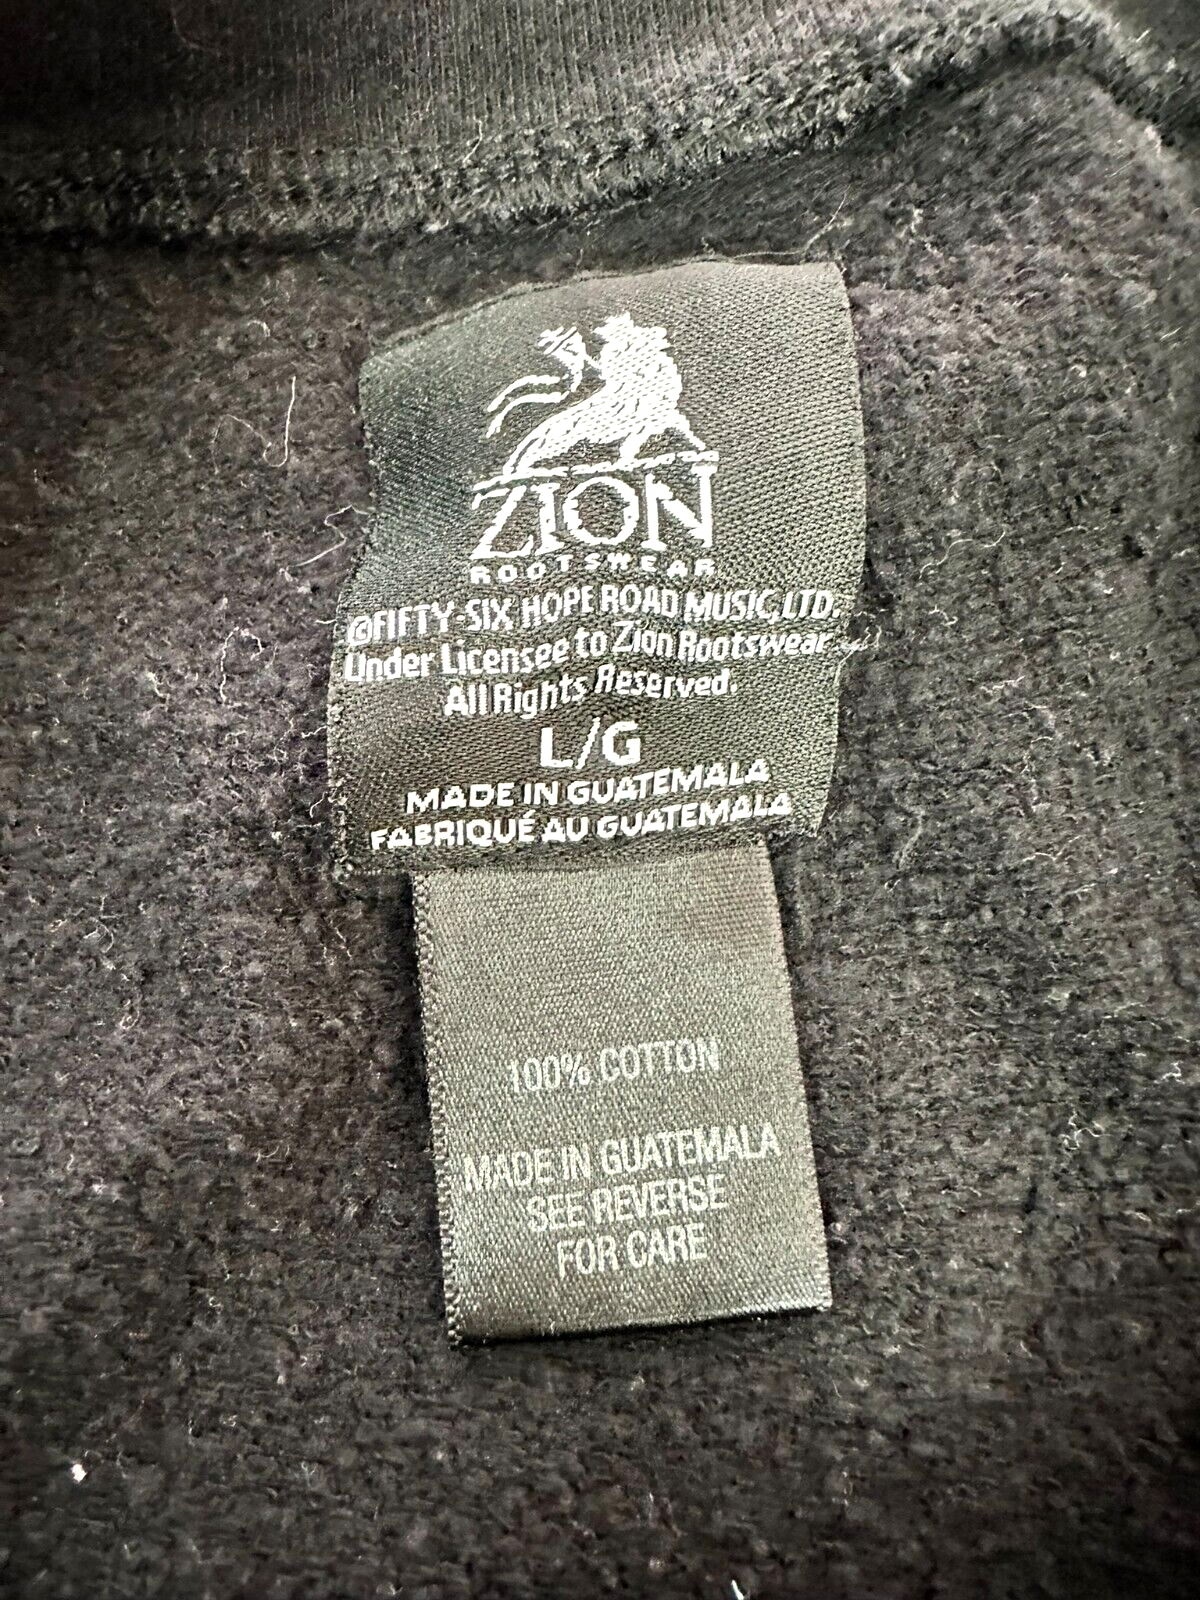 ZION
ROOTSWEAR
©FIFTY-SIX HOPE ROAD MUSIC, LTD.
Under Licensee to Zion Rootswear
All Rights Reserved.
L/G
MADE IN GUATEMALA
FABRIQUÉ AU GUATEMALA
100% COTTON
MADE IN GUATEMALA
SEE REVERSE
FOR CARE